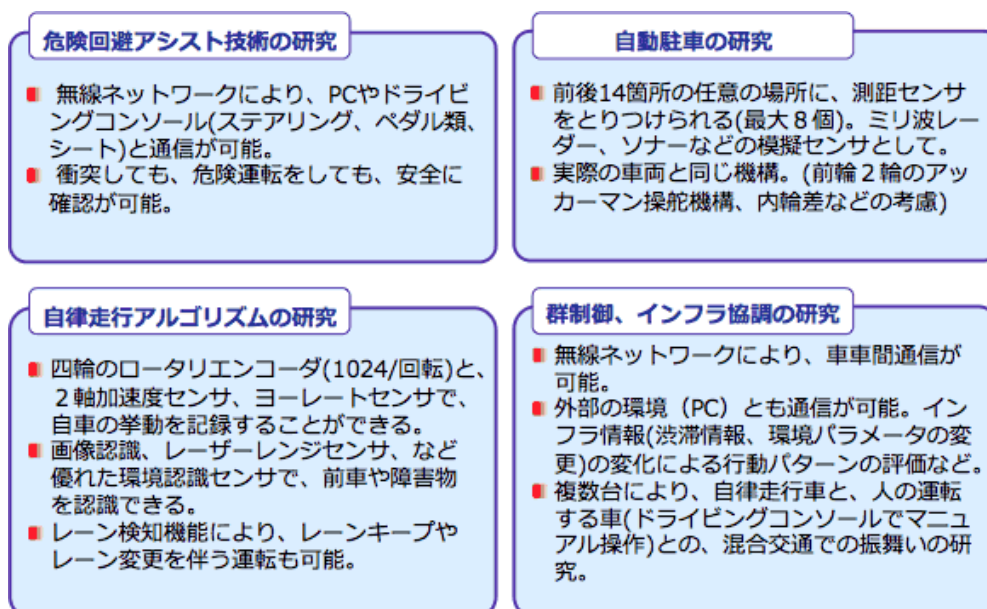 危険回避アシスト技術の研究
無線ネットワークにより、PCやドライビ
ングコンソール(ステアリング、ペダル類、
シート)と通信が可能。
衝突しても、危険運転をしても、安全に
確認が可能。
自動駐車の研究
前後14箇所の任意の場所に、測距センサ
をとりつけられる(最大８個)。ミリ波レー
ダー、ソナーなどの模擬センサとして。
実際の車両と同じ機構。(前輪２輪のアッ
カーマン操舵機構、内輪差などの考慮)
自律走行アルゴリズムの研究
四輪のロータリエンコーダ(1024/回転)と、
２軸加速度センサ、ヨーレートセンサで、
自車の挙動を記録することができる。
画像認識、レーザーレンジセンサ、など
優れた環境認識センサで、前車や障害物
を認識できる。
レーン検知機能により、レーンキープや
レーン変更を伴う運転も可能。
群制御、インフラ協調の研究
無線ネットワークにより、車車間通信が
可能。
外部の環境（PC）とも通信が可能。イン
フラ情報(渋滞情報、環境パラメータの変
更)の変化による行動パターンの評価など。
複数台により、自律走行車と、人の運転
する車(ドライビングコンソールでマニュ
アル操作)との、混合交通での振舞いの研
究。